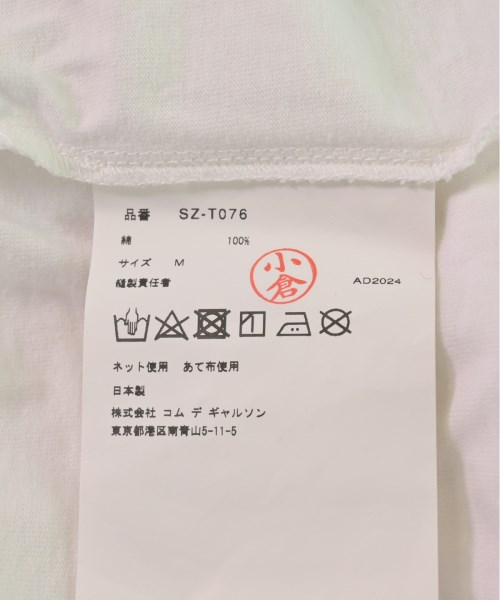 品番 SZ-T076
綿 100%
サイズ M
縫製責任者 小倉 AD2024
ネット使用 あて布使用
日本製
株式会社 コム デ ギャルソン
東京都港区南青山5-11-5